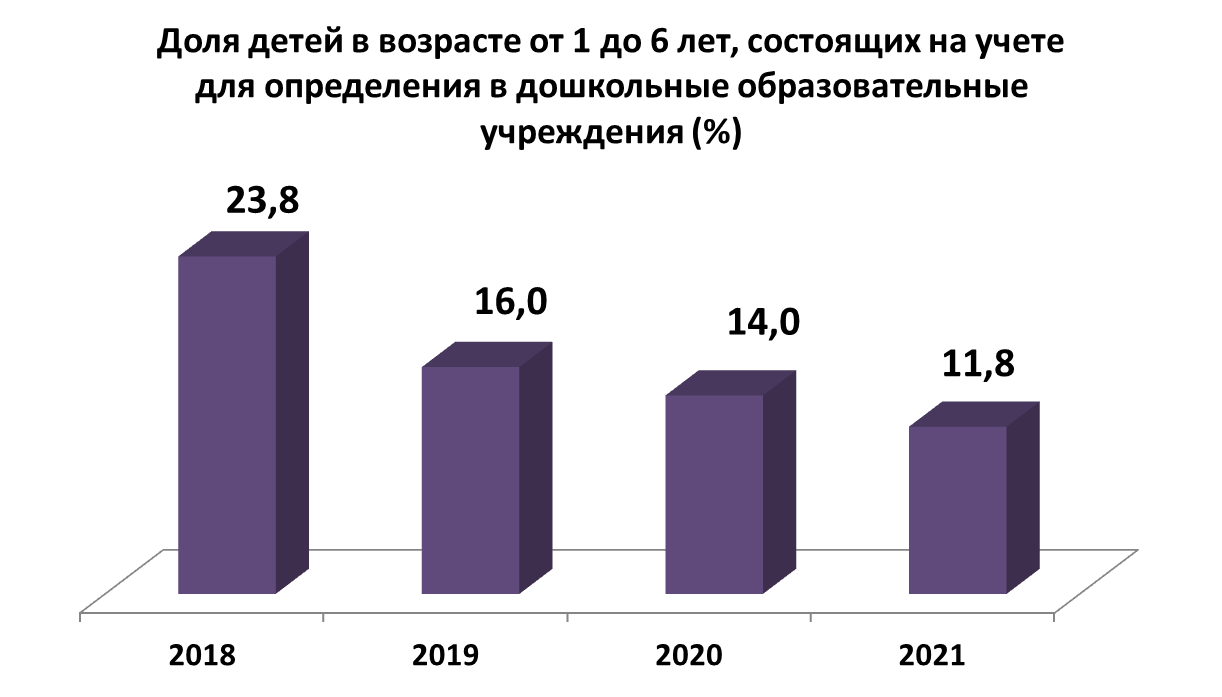 Доля детей в возрасте от 1 до 6 лет, состоящих на учете
для определения в дошкольные образовательные
учреждения (%)
23,8
16,0
14,0
11,8
2018
2019
2020
2021